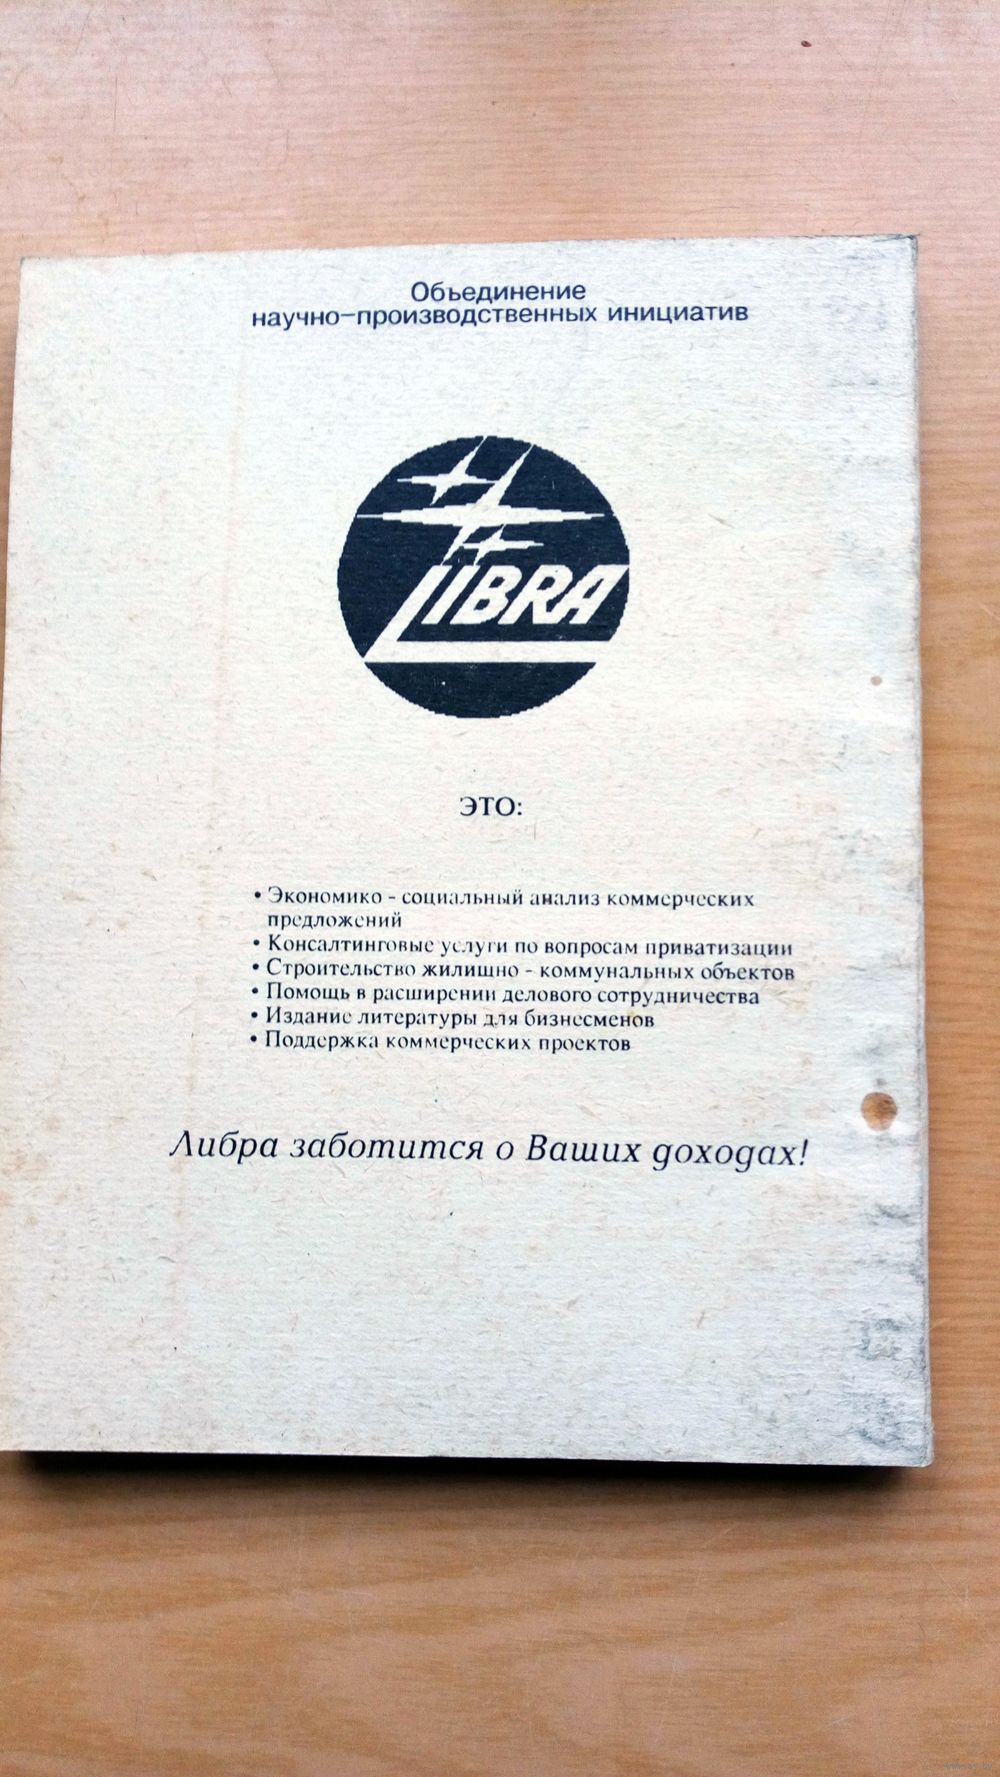 Объединение
научно-производственных инициатив
LIBRA
ЭТО:
• Экономико - социальный анализ коммерческих
предложений
• Консалтинговые услуги по вопросам приватизации
• Строительство жилищно - коммунальных объектов
• Помощь в расширении делового сотрудничества
• Издание литературы для бизнесменов
• Поддержка коммерческих проектов
Либра заботится о Ваших доходах!